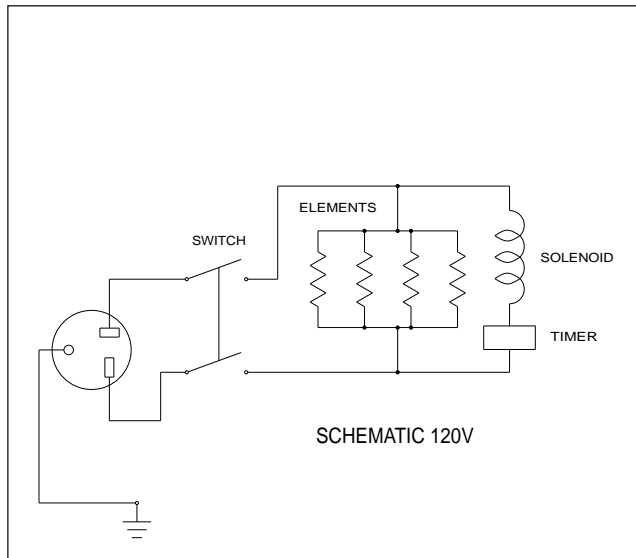 ELEMENTS
SWITCH
SOLENOID
TIMER
SCHEMATIC 120V